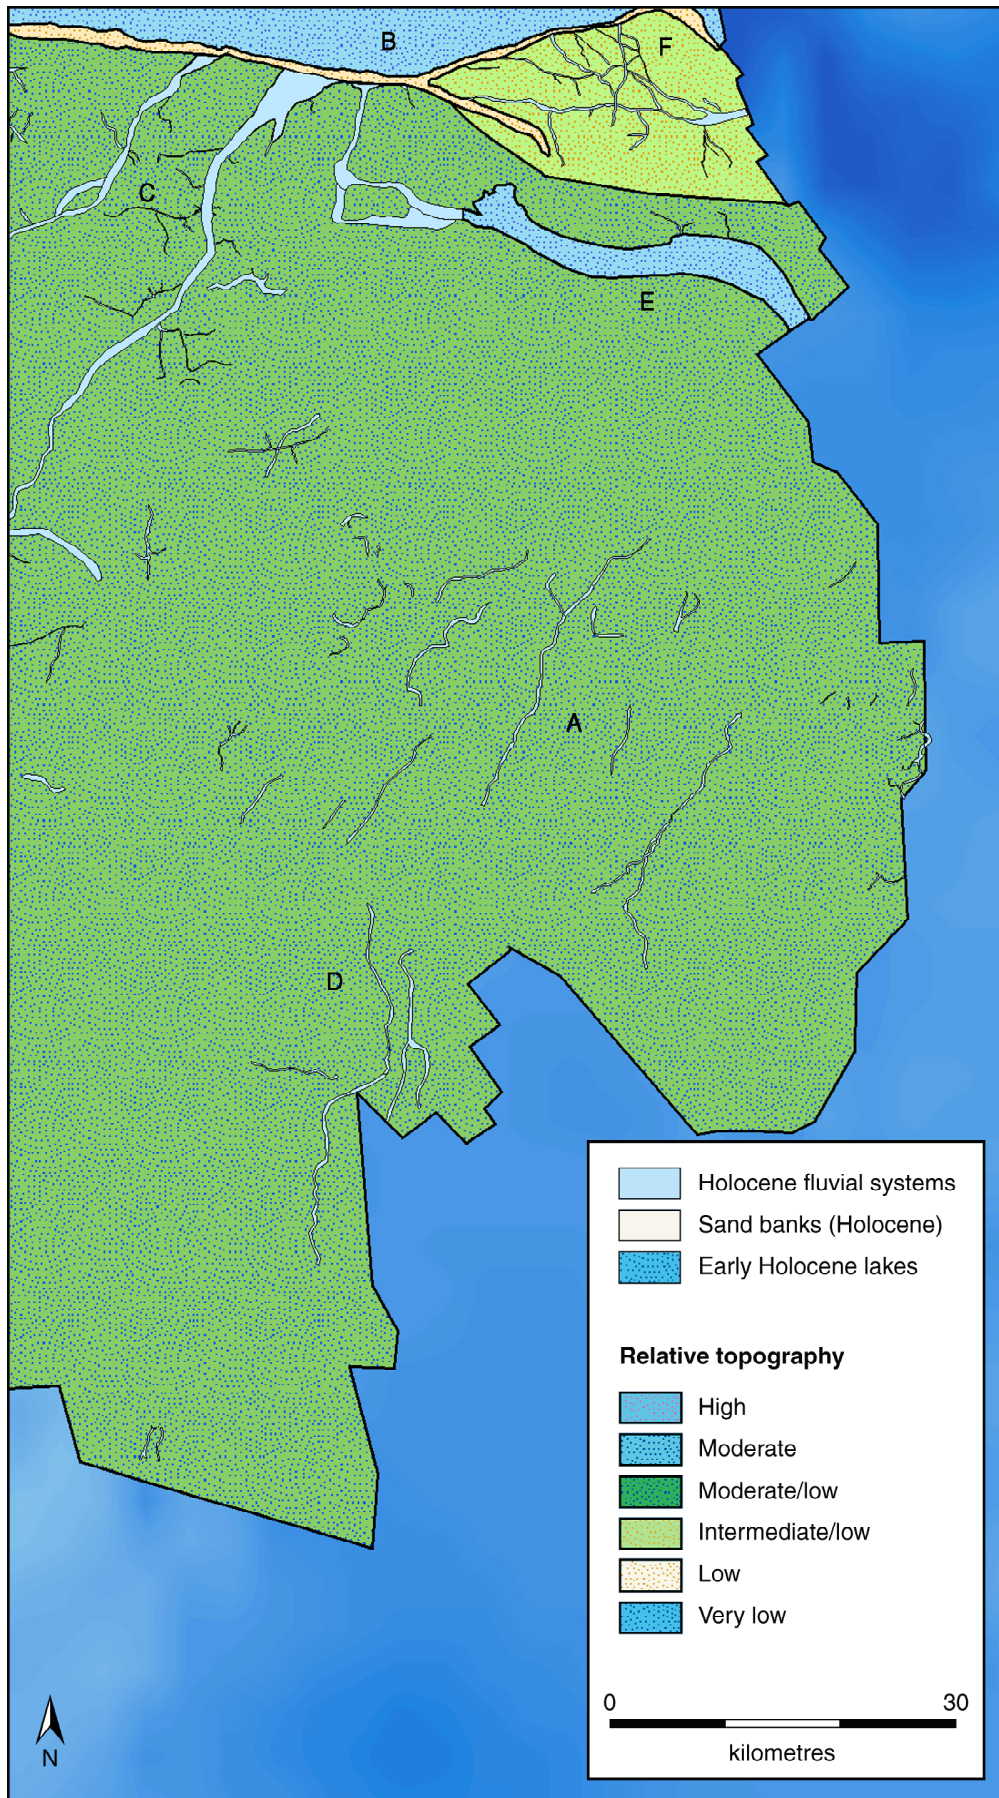 B
F
C
E
A
D
Holocene fluvial systems
Sand banks (Holocene)
Early Holocene lakes
Relative topography
High
Moderate
Moderate/low
Intermediate/low
Low
Very low
0 30
kilometres
N